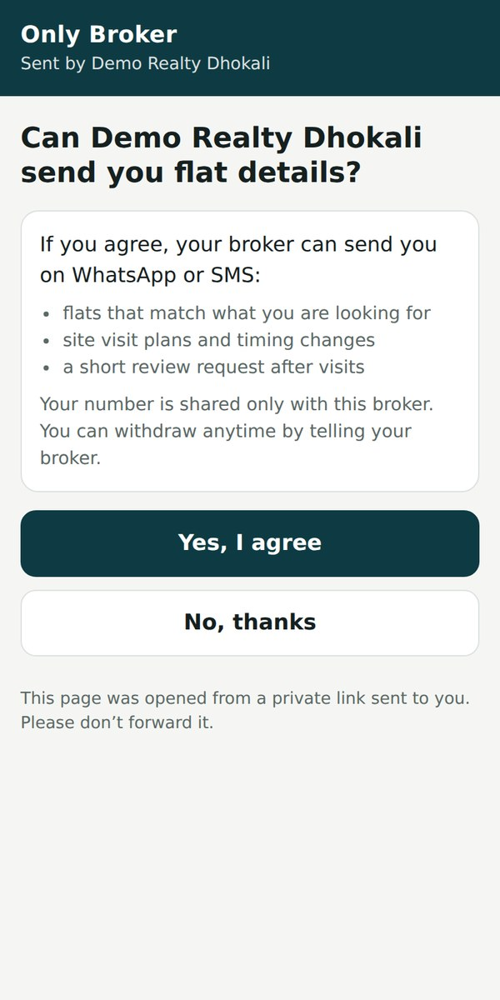 Only Broker
Sent by Demo Realty Dhokali
Can Demo Realty Dhokali
send you flat details?
If you agree, your broker can send you
on WhatsApp or SMS:
• flats that match what you are looking for
• site visit plans and timing changes
• a short review request after visits
Your number is shared only with this broker.
You can withdraw anytime by telling your
broker.
Yes, I agree
No, thanks
This page was opened from a private link sent to you.
Please don’t forward it.